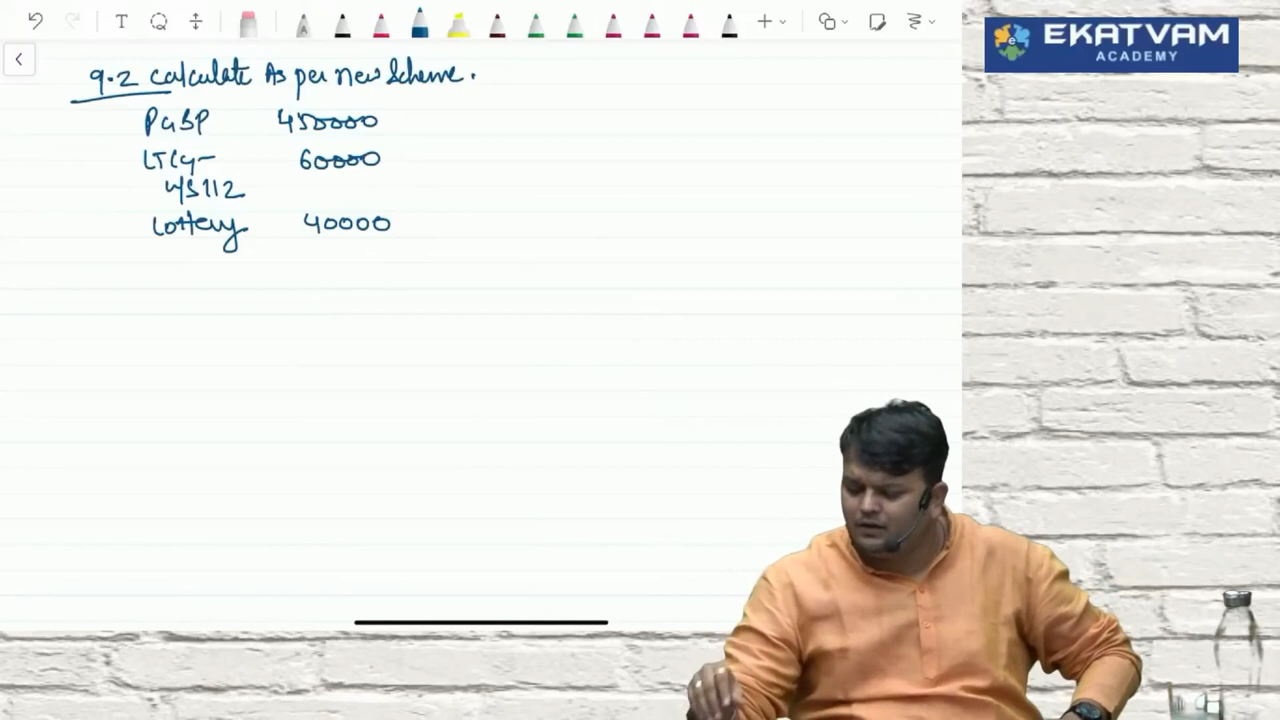 EKATVAM
ACADEMY
9.2 Calculate As per new Scheme.
PGBP 450000
LTCG 60000
u/s 112
Lottery 40000